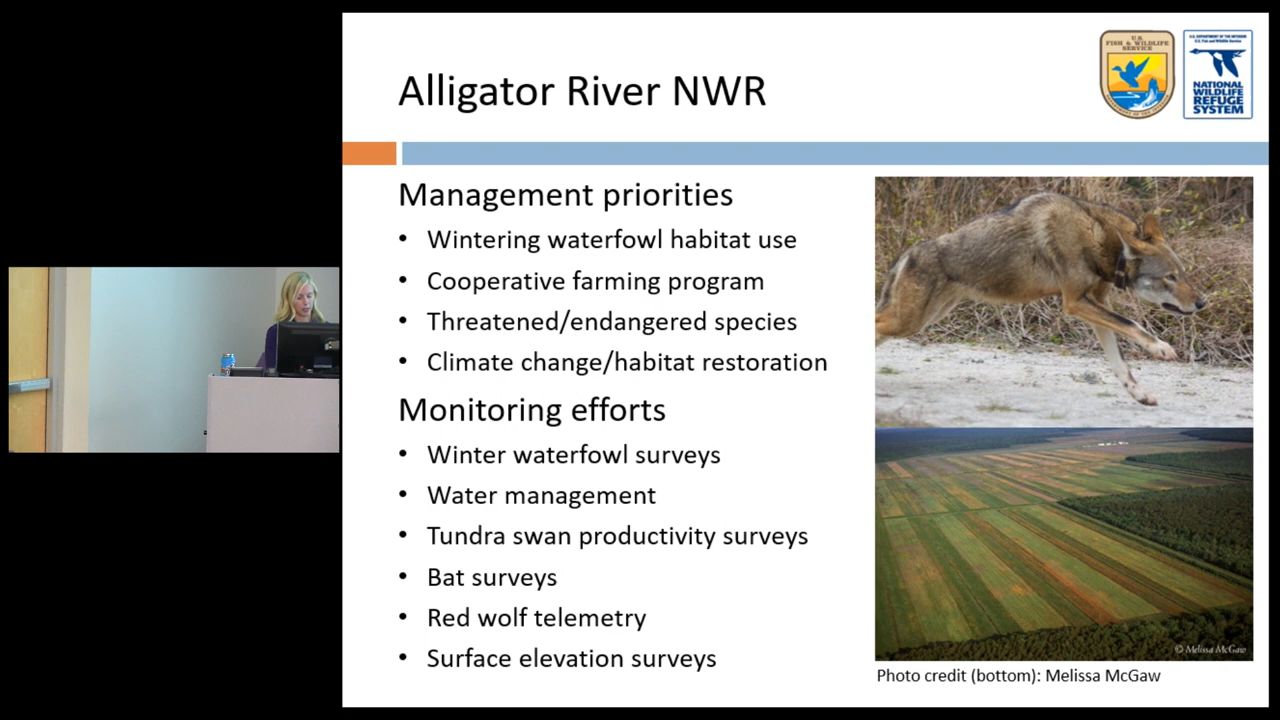 Alligator River NWR
U.S.
FISH & WILDLIFE
SERVICE
U.S. DEPARTMENT OF THE INTERIOR
U.S. Fish and Wildlife Service
NATIONAL
WILDLIFE
REFUGE
SYSTEM
Management priorities
• Wintering waterfowl habitat use
• Cooperative farming program
• Threatened/endangered species
• Climate change/habitat restoration
Monitoring efforts
• Winter waterfowl surveys
• Water management
• Tundra swan productivity surveys
• Bat surveys
• Red wolf telemetry
• Surface elevation surveys
© Melissa McGaw
Photo credit (bottom): Melissa McGaw